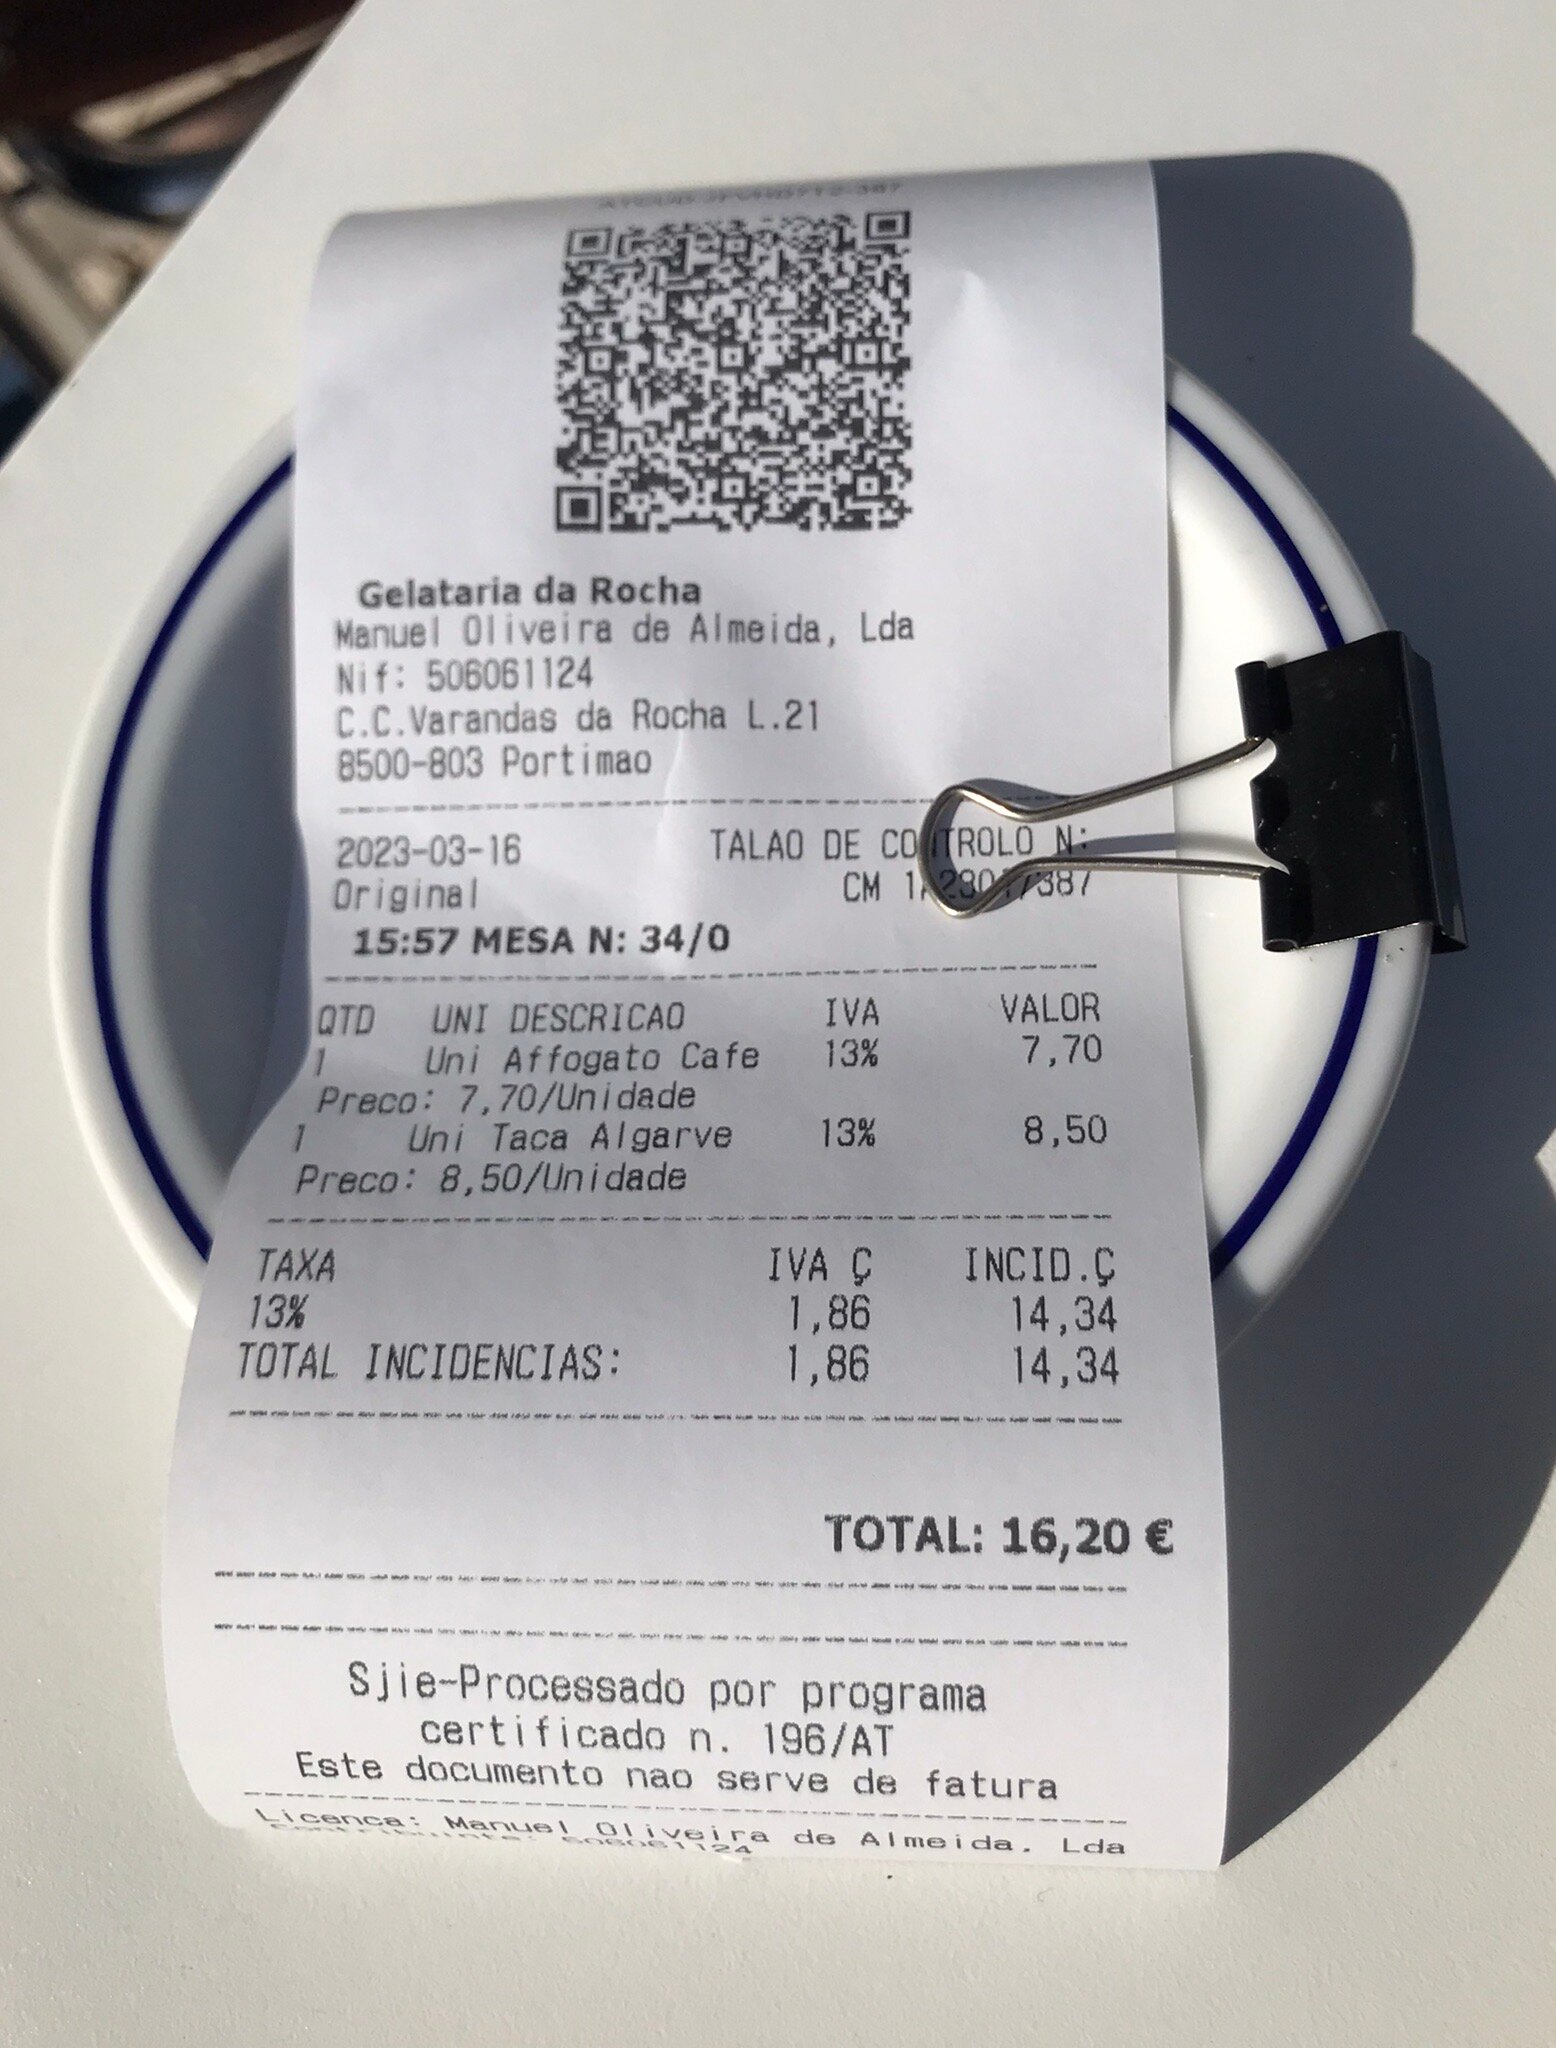 Gelataria da Rocha
Manuel Oliveira de Almeida, Lda
Nif: 506061124
C.C.Varandas da Rocha L.21
8500-803 Portimao
2023-03-16 TALAO DE CONTROLO N:
Original CM
15:57 MESA N: 34/0
QTD UNI DESCRICAO IVA VALOR
1 Uni Affogato Cafe 13% 7,70
Preco: 7,70/Unidade
1 Uni Taca Algarve 13% 8,50
Preco: 8,50/Unidade
TAXA IVA Ç INCID.Ç
13% 1,86 14,34
TOTAL INCIDENCIAS: 1,86 14,34
TOTAL: 16,20 €
Sjie-Processado por programa
certificado n. 196/AT
Este documento nao serve de fatura
Licenca: Manuel Oliveira de Almeida. Lda
Contribuinte: 506061124